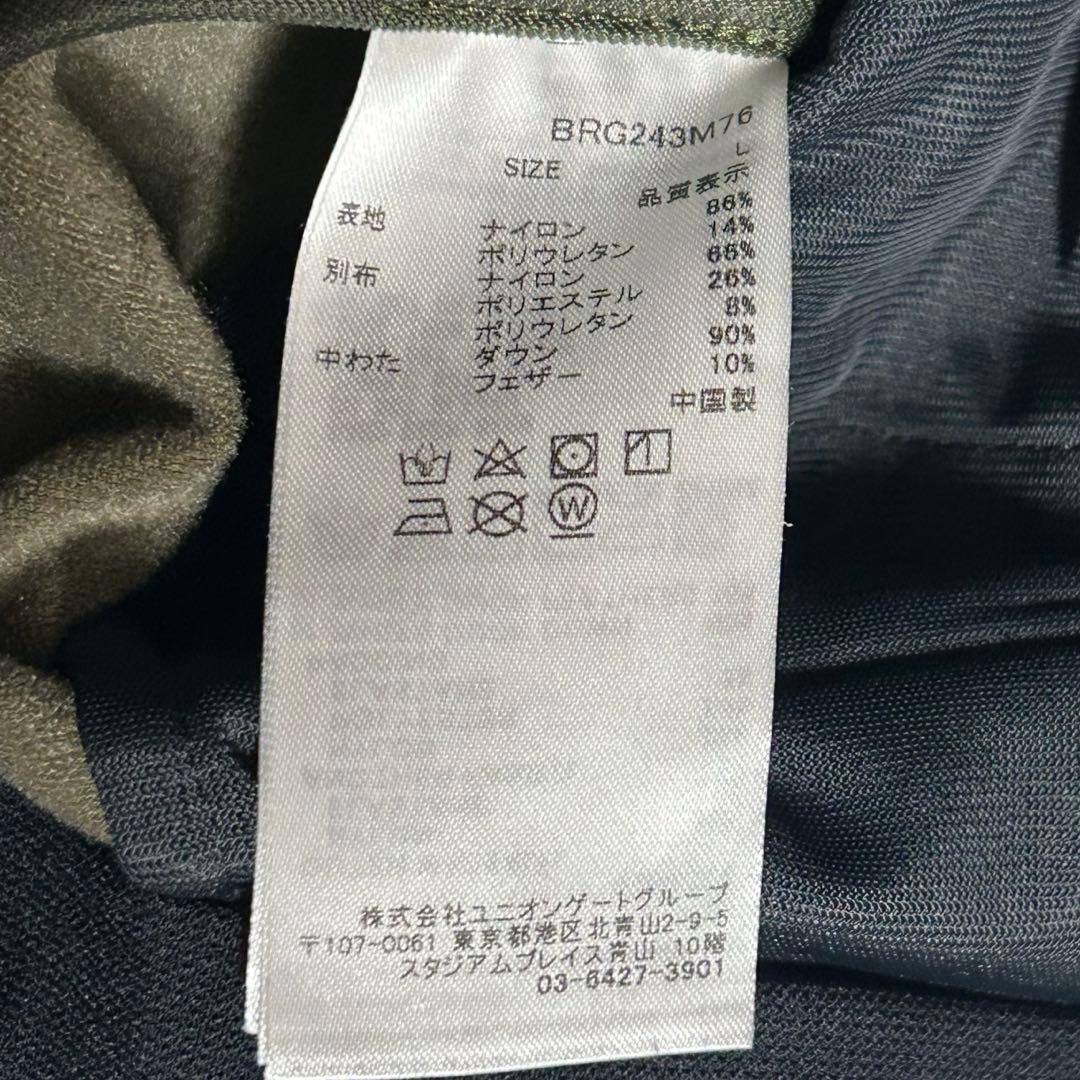 BRG243M76
SIZE L
品質表示
表地 ナイロン 86%
ポリウレタン 14%
別布 ナイロン 66%
ポリエステル 26%
ポリウレタン 8%
中わた ダウン 90%
フェザー 10%
中国製
W
株式会社ユニオンゲートグループ
〒107-0061 東京都港区北青山2-9-5
スタジアムプレイス青山 10階
03-6427-3901